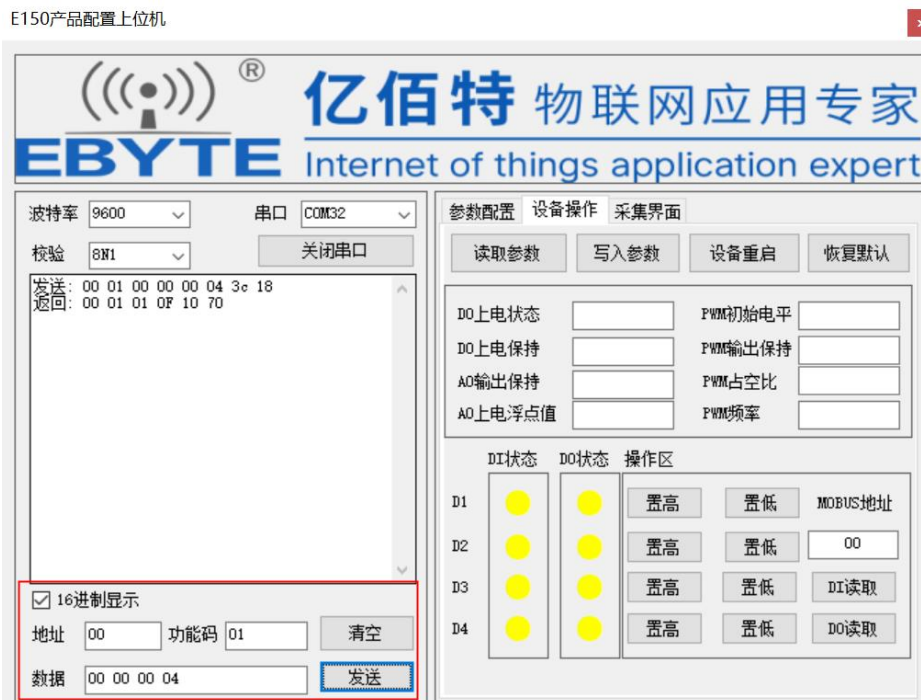 E150产品配置上位机
®
亿佰特 物联网应用专家
EBYTE Internet of things application expert
波特率 9600 串口 COM32
校验 8N1 关闭串口
发送: 00 01 00 00 00 04 3c 18
返回: 00 01 01 0F 10 70
16进制显示
地址 00 功能码 01 清空
数据 00 00 00 04 发送
参数配置 设备操作 采集界面
读取参数 写入参数 设备重启 恢复默认
DO上电状态 PWM初始电平
DO上电保持 PWM输出保持
AO输出保持 PWM占空比
AO上电浮点值 PWM频率
DI状态 DO状态 操作区
D1 置高 置低 MOBUS地址
D2 置高 置低 00
D3 置高 置低 DI读取
D4 置高 置低 DO读取